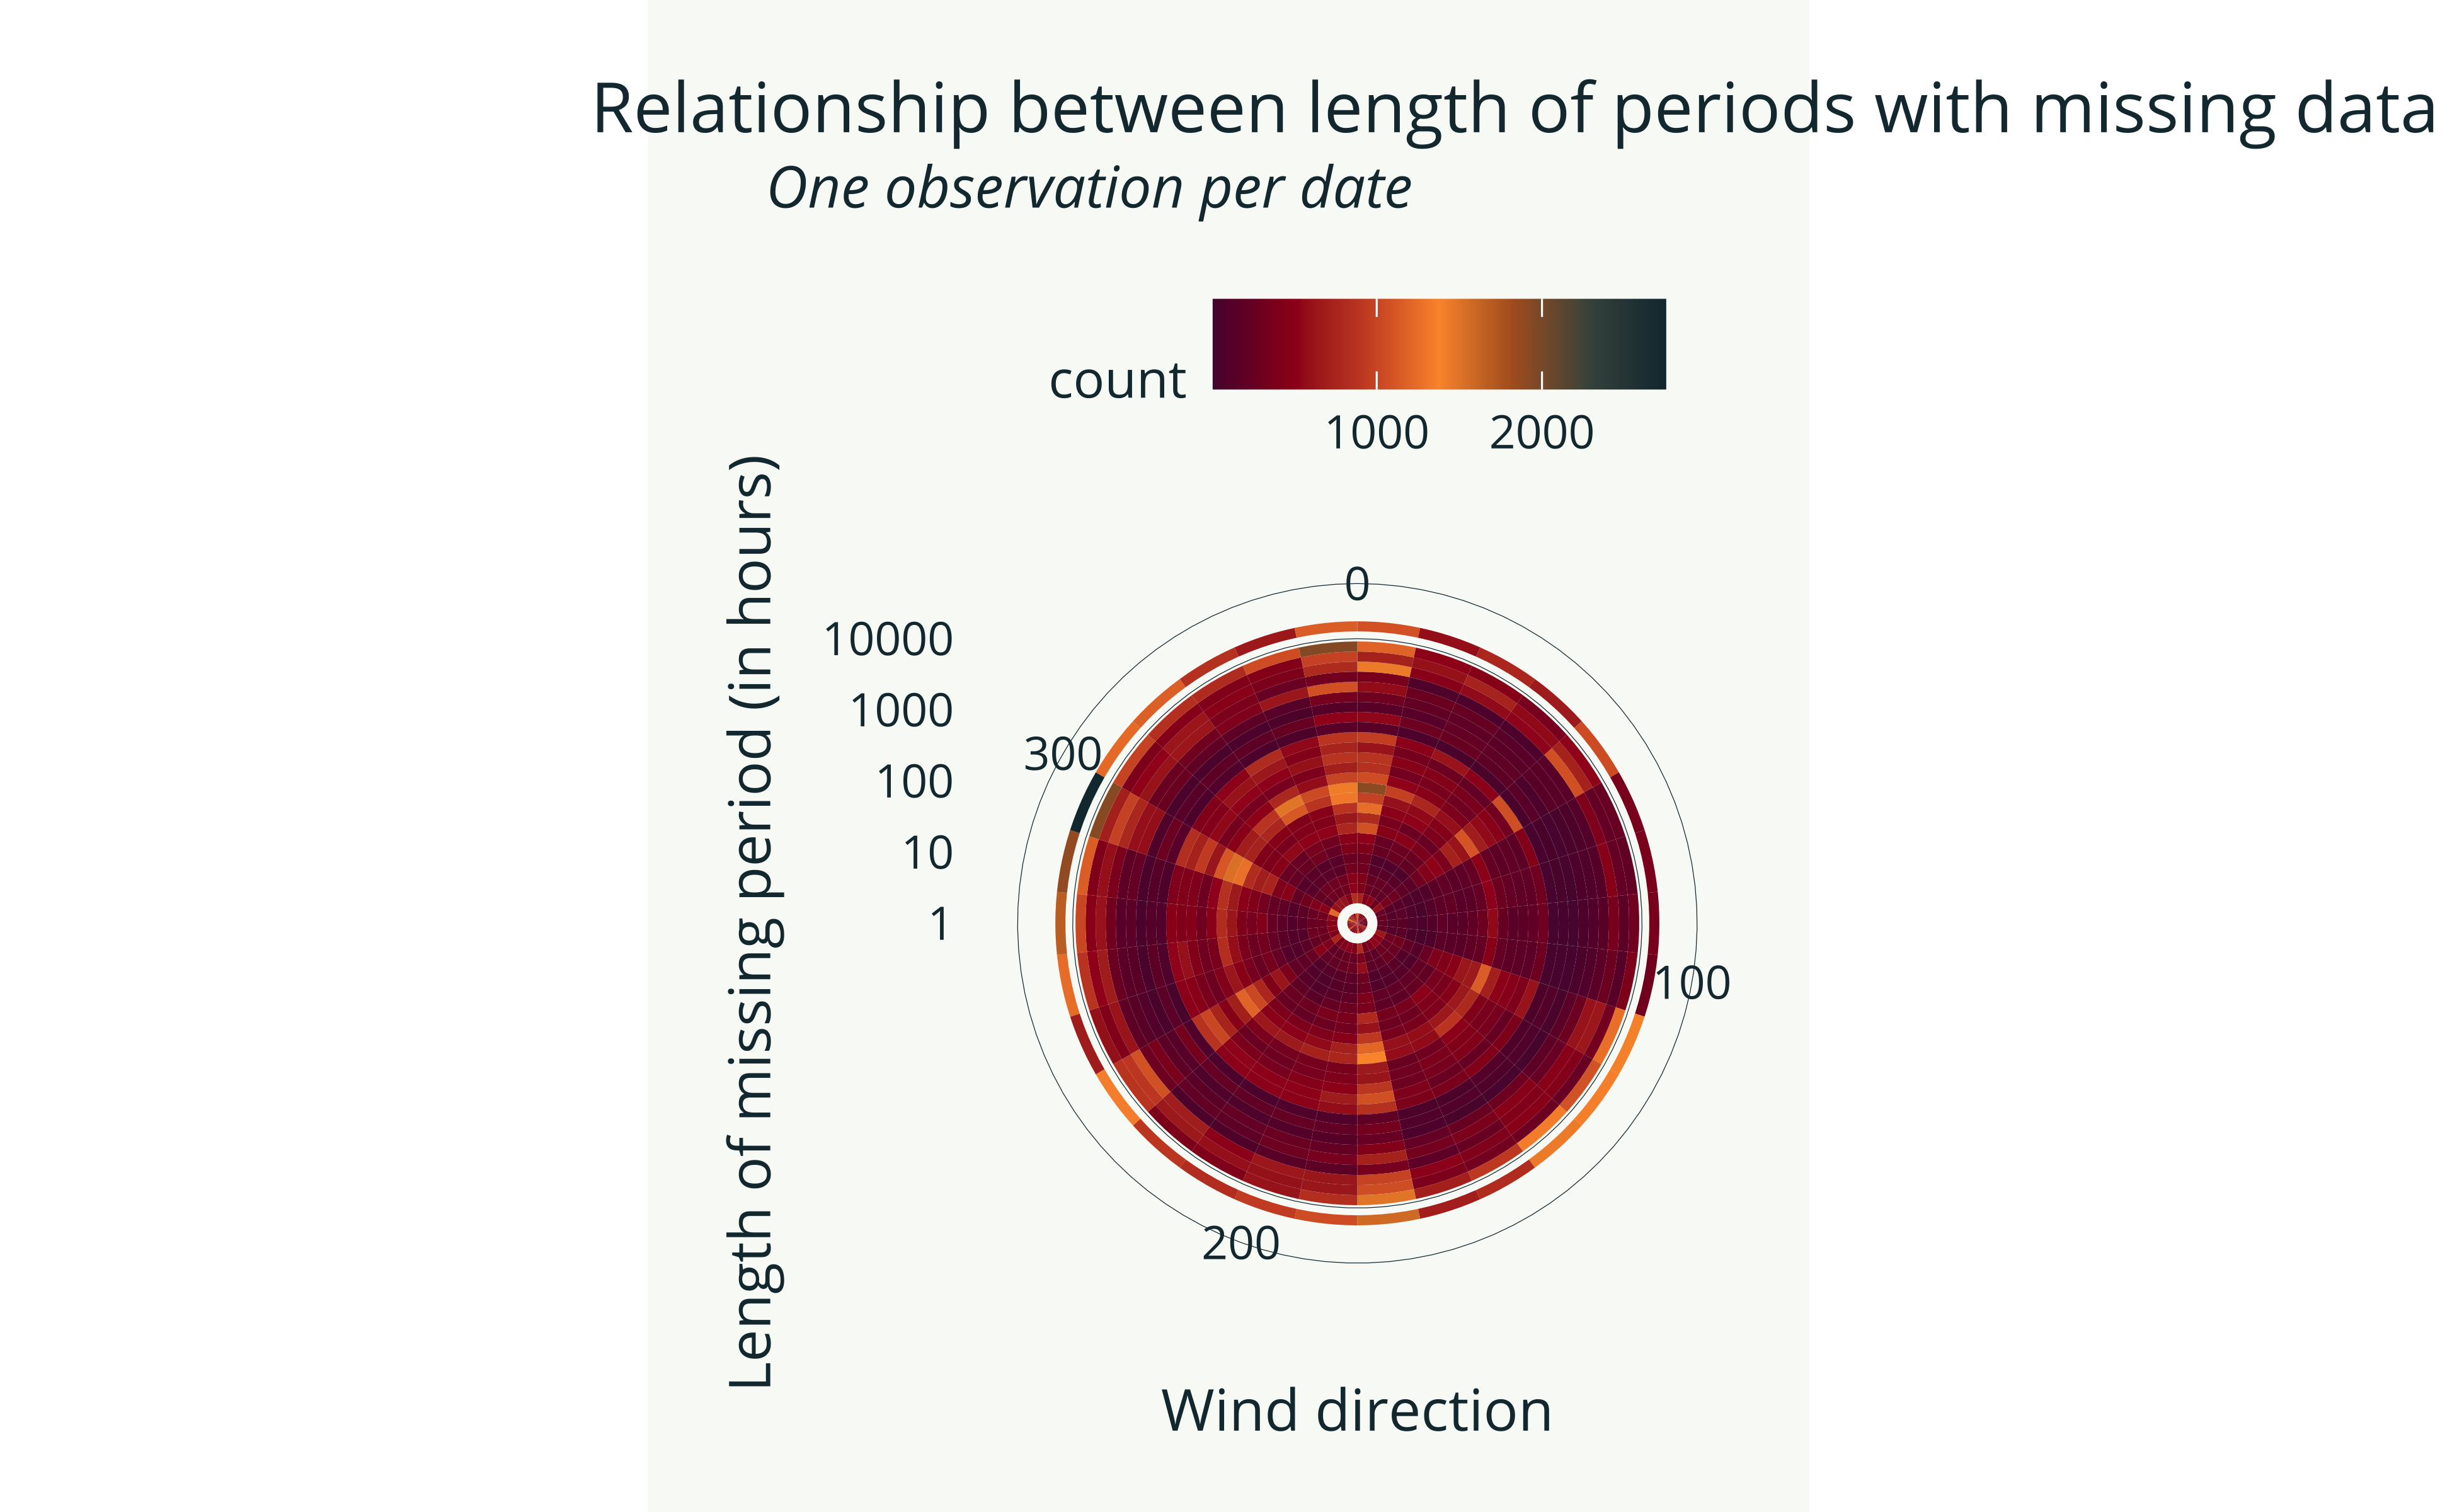 Relationship between length of periods with missing data
One observation per date
count
1000 2000
Length of missing period (in hours)
10000
1000
100
10
1
0
300
100
200
Wind direction